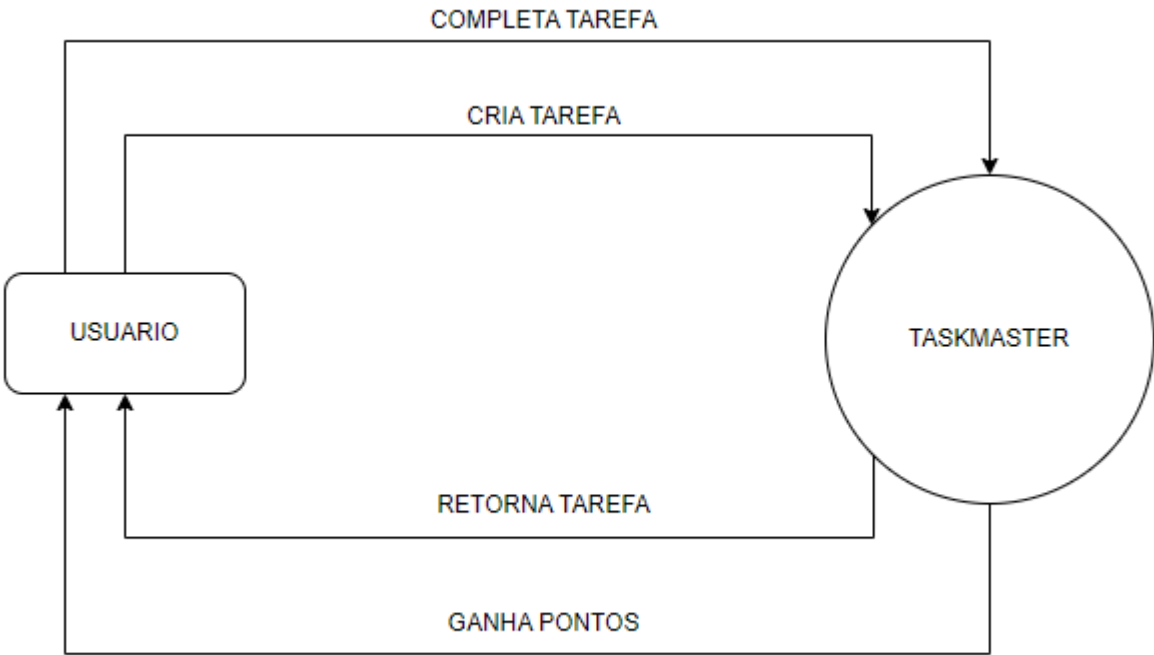 COMPLETA TAREFA
CRIA TAREFA
USUARIO
TASKMASTER
RETORNA TAREFA
GANHA PONTOS